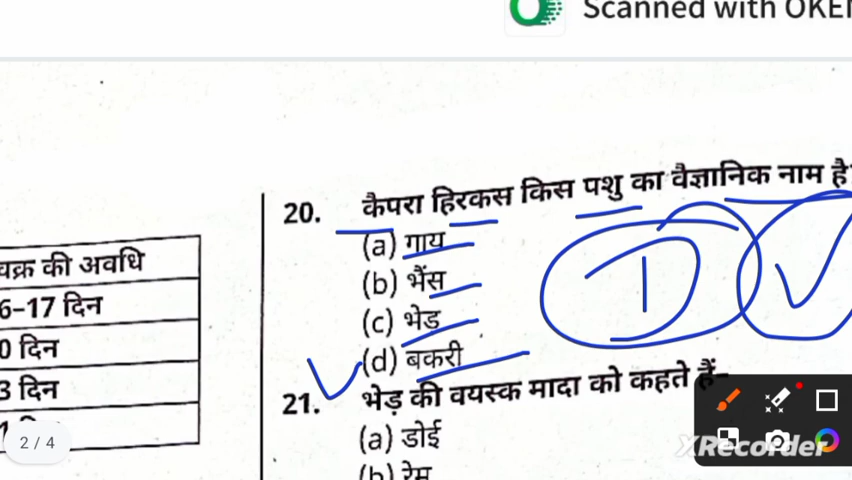 Scanned with OKEN
चक्र की अवधि
6-17 दिन
0 दिन
3 दिन
20. कैपरा हिरकस किस पशु का वैज्ञानिक नाम है
(a) गाय
(b) भैंस
(c) भेड
(d) बकरी
21. भेड़ की वयस्क मादा को कहते हैं-
(a) डोई
(b) रेम
D
2 / 4
XRecorder